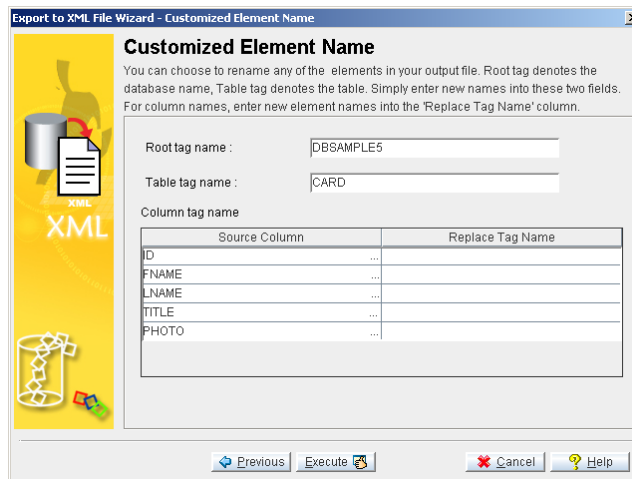 Export to XML File Wizard - Customized Element Name
Customized Element Name
You can choose to rename any of the elements in your output file. Root tag denotes the
database name, Table tag denotes the table. Simply enter new names into these two fields.
For column names, enter new element names into the 'Replace Tag Name' column.
Root tag name : DBSAMPLE5
Table tag name : CARD
Column tag name
Source Column Replace Tag Name
ID ...
FNAME ...
LNAME ...
TITLE ...
PHOTO ...
XML
XML
Previous Execute Cancel Help